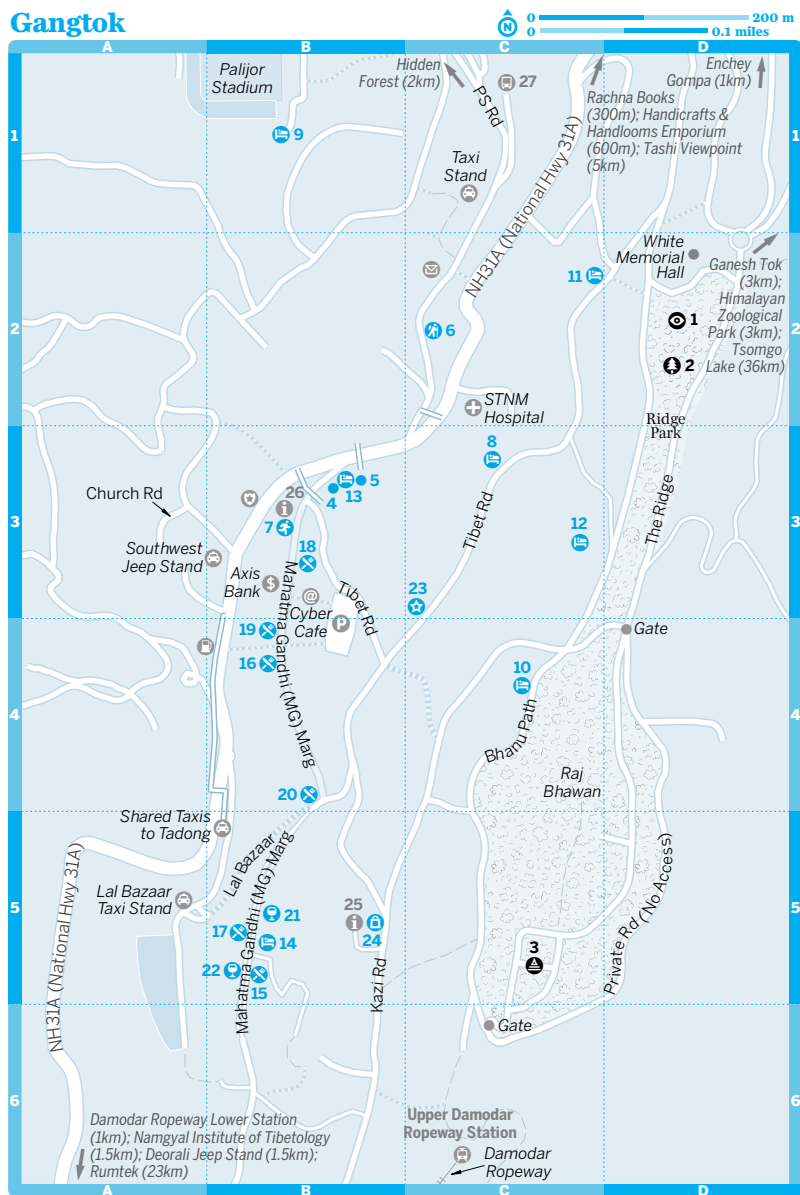 Gangtok
N
0
200 m
0
0.1 miles
A
B
C
D
1
2
3
4
5
6
1
2
3
4
5
6
Palijor
Stadium
9
Hidden
Forest (2km)
PS Rd
27
Enchey
Gompa (1km)
Rachna Books
(300m); Handicrafts &
Handlooms Emporium
(600m); Tashi Viewpoint
(5km)
Taxi
Stand
NH31A (National Hwy 31A)
White
Memorial
Hall
11
Ganesh Tok
(3km);
Himalayan
Zoological
Park (3km);
Tsomgo
Lake (36km)
1
6
2
STNM
Hospital
Ridge
Park
8
Church Rd
26
5
13
4
7
The Ridge
Tibet Rd
12
Southwest
Jeep Stand
18
Axis
Bank
$
@
Mahatma Gandhi (MG) Marg
Tibet Rd
23
Cyber
Cafe
P
19
Gate
16
10
Bhanu Path
Raj
Bhawan
20
Shared Taxis
to Tadong
Lal Bazaar
Private Rd (No Access)
NH31A (National Hwy 31A)
Lal Bazaar
Taxi Stand
Mahatma Gandhi (MG) Marg
21
25
24
17
14
3
22
15
Kazi Rd
Gate
Damodar Ropeway Lower Station
(1km); Namgyal Institute of Tibetology
(1.5km); Deorali Jeep Stand (1.5km);
Rumtek (23km)
Upper Damodar
Ropeway Station
Damodar
Ropeway
A
B
C
D